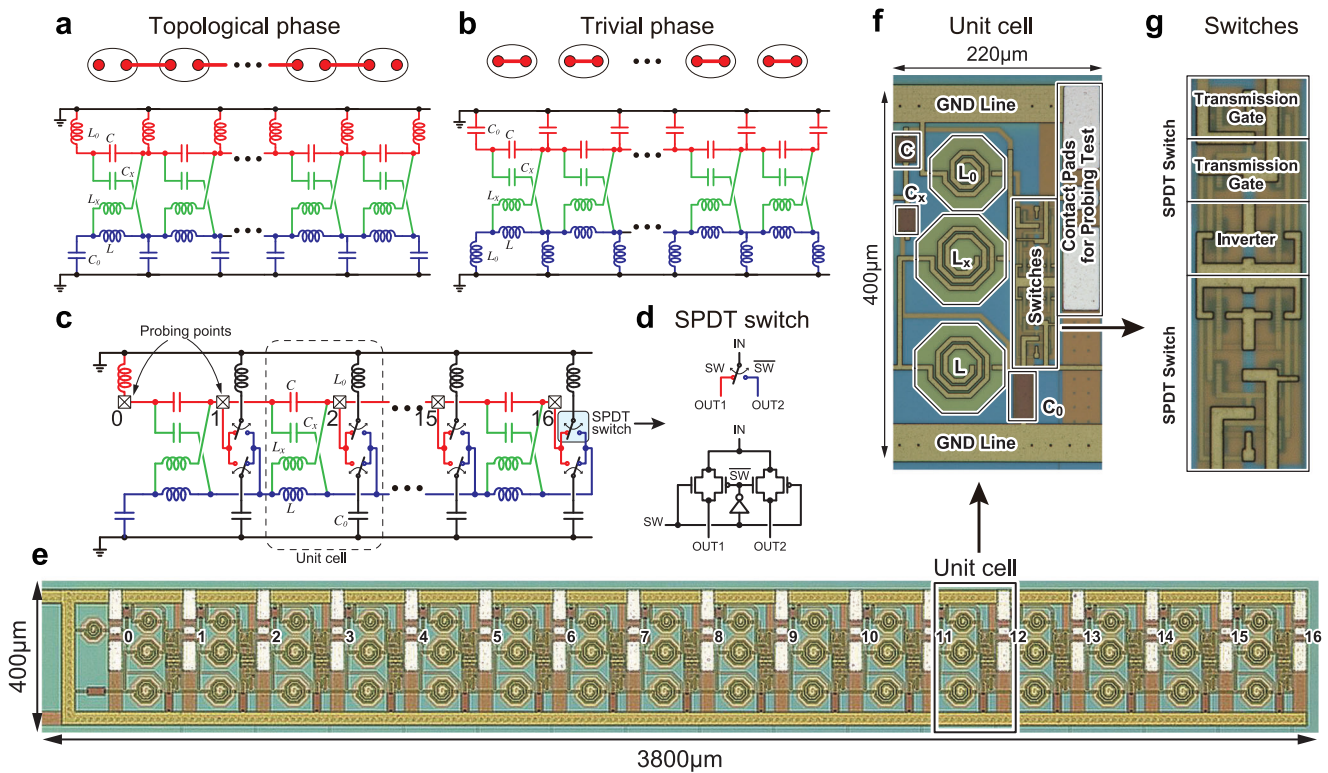 a Topological phase
L0
C
CX
LX
L
C0
b Trivial phase
C0
C
CX
LX
L
L0
c
Probing points
0
1
2
15
16
C
L0
CX
LX
L
C0
SPDT
switch
Unit cell
d SPDT switch
IN
SW
SW
OUT1
OUT2
IN
SW
SW
OUT1
OUT2
e
Unit cell
400μm
0 1 2 3 4 5 6 7 8 9 10 11 12 13 14 15 16
3800μm
f Unit cell
220μm
400μm
GND Line
C
L0
Cx
Lx
L
C0
Switches
Contact Pads
for Probing Test
GND Line
g Switches
SPDT Switch
Transmission
Gate
Transmission
Gate
Inverter
SPDT Switch